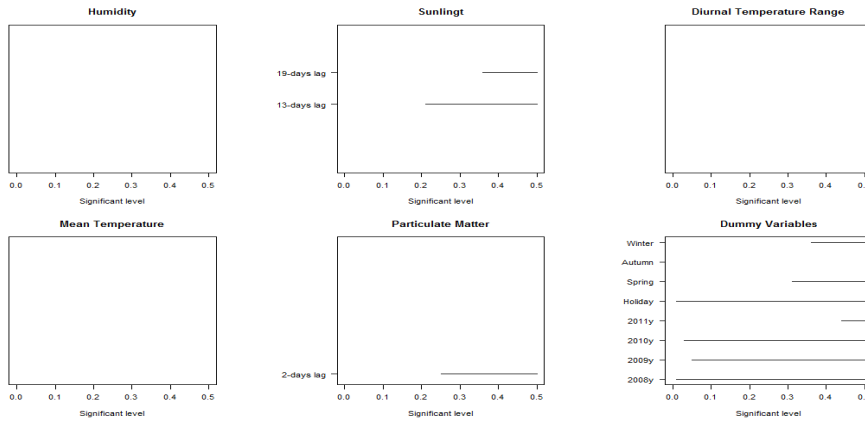 Humidity
0.0 0.1 0.2 0.3 0.4 0.5
Significant level
Sunlingt
19-days lag
13-days lag
0.0 0.1 0.2 0.3 0.4 0.5
Significant level
Diurnal Temperature Range
0.0 0.1 0.2 0.3 0.4
Significant level
Mean Temperature
0.0 0.1 0.2 0.3 0.4 0.5
Significant level
Particulate Matter
2-days lag
0.0 0.1 0.2 0.3 0.4 0.5
Significant level
Dummy Variables
Winter
Autumn
Spring
Holiday
2011y
2010y
2009y
2008y
0.0 0.1 0.2 0.3 0.4
Significant level